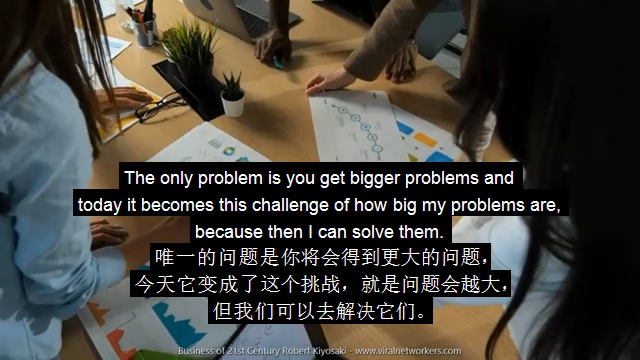 The only problem is you get bigger problems and
today it becomes this challenge of how big my problems are,
because then I can solve them.
唯一的问题是你将会得到更大的问题，
今天它变成了这个挑战，就是问题会越大，
但我们可以去解决它们。
Business of 21st Century Robert Kiyosaki - www.viralnetworkers.com